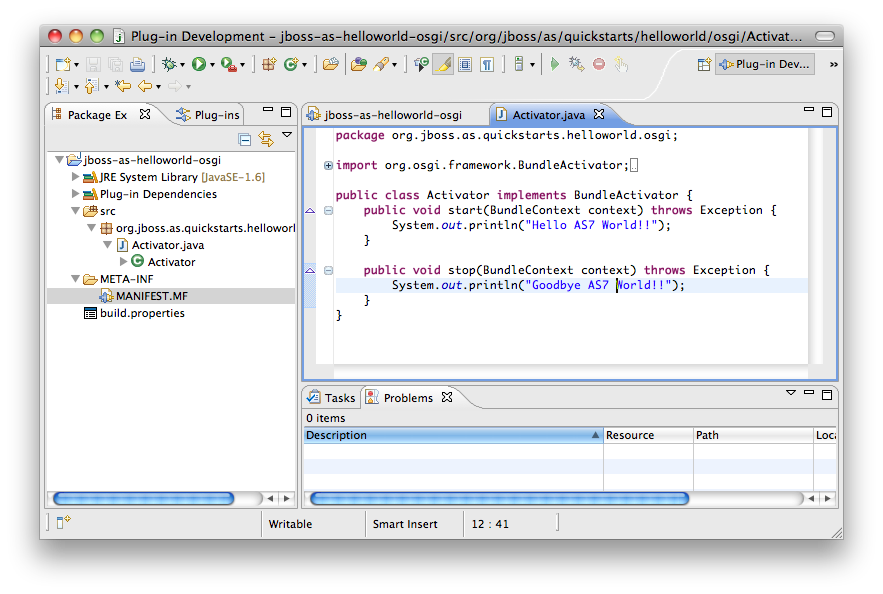 Plug-in Development - jboss-as-helloworld-osgi/src/org/jboss/as/quickstarts/helloworld/osgi/Activat...
Plug-in Dev...
»
Package Ex
Plug-ins
jboss-as-helloworld-osgi
JRE System Library [JavaSE-1.6]
Plug-in Dependencies
src
org.jboss.as.quickstarts.hellowor
Activator.java
Activator
META-INF
MANIFEST.MF
build.properties
jboss-as-helloworld-osgi
Activator.java
package org.jboss.as.quickstarts.helloworld.osgi;
import org.osgi.framework.BundleActivator;
public class Activator implements BundleActivator {
public void start(BundleContext context) throws Exception {
System.out.println("Hello AS7 World!!");
}
public void stop(BundleContext context) throws Exception {
System.out.println("Goodbye AS7 World!!");
}
}
Tasks
Problems
0 items
Description
Resource
Path
Loca
Writable
Smart Insert
12 : 41